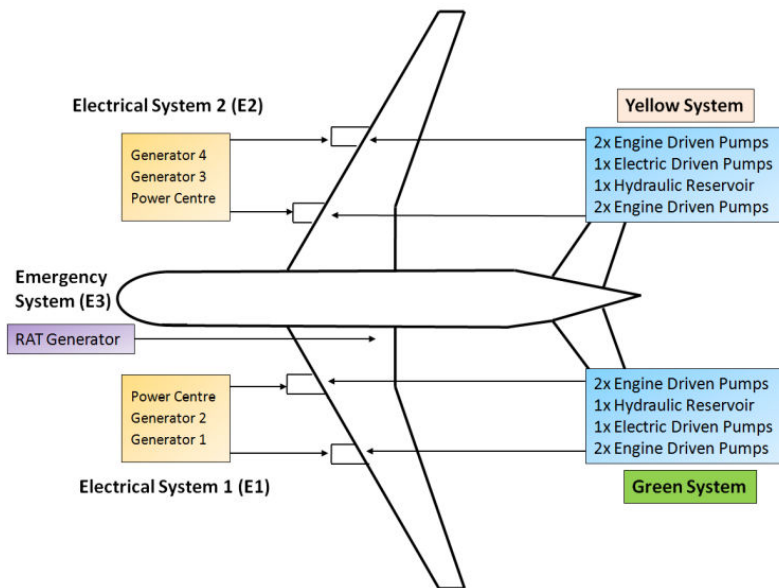 Electrical System 2 (E2)
Generator 4
Generator 3
Power Centre
Yellow System
2x Engine Driven Pumps
1x Electric Driven Pumps
1x Hydraulic Reservoir
2x Engine Driven Pumps
Emergency
System (E3)
RAT Generator
Power Centre
Generator 2
Generator 1
Electrical System 1 (E1)
2x Engine Driven Pumps
1x Hydraulic Reservoir
1x Electric Driven Pumps
2x Engine Driven Pumps
Green System